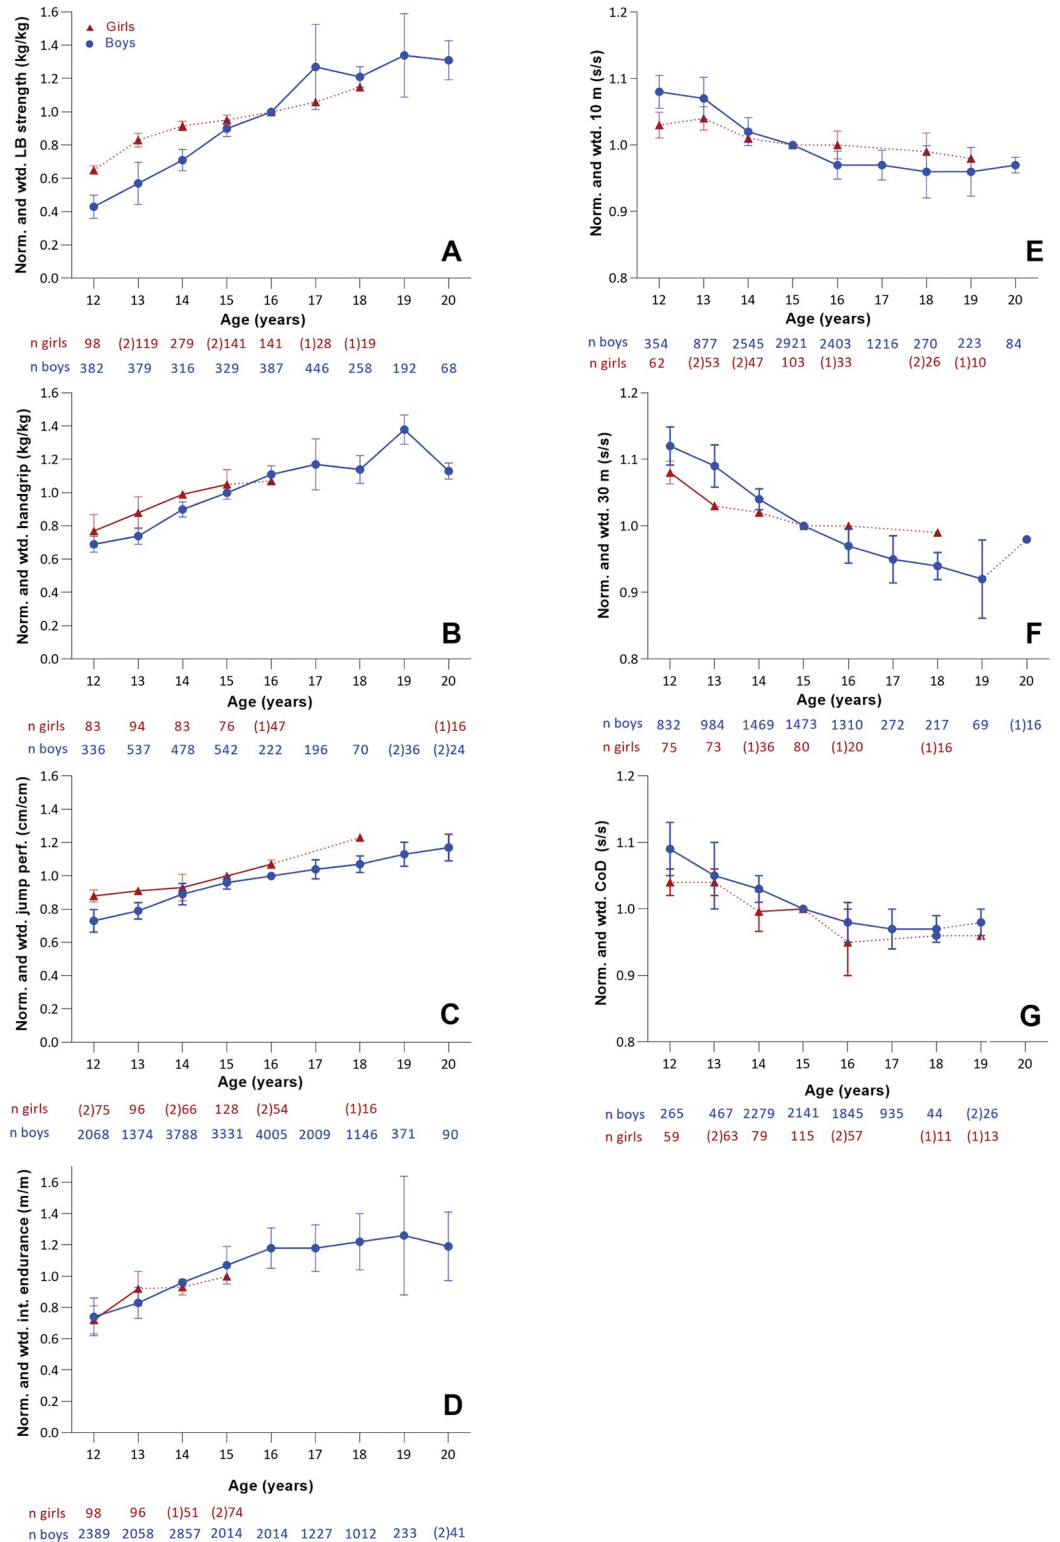 Norm. and wtd. LB strength (kg/kg)
1.6
1.4
1.2
1.0
0.8
0.6
0.4
0.2
0.0
Girls
Boys
A
12 13 14 15 16 17 18 19 20
Age (years)
n girls 98 (2)119 279 (2)141 141 (1)28 (1)19
n boys 382 379 316 329 387 446 258 192 68
Norm. and wtd. handgrip (kg/kg)
1.6
1.4
1.2
1.0
0.8
0.6
0.4
0.2
0.0
B
12 13 14 15 16 17 18 19 20
Age (years)
n girls 83 94 83 76 (1)47 (1)16
n boys 336 537 478 542 222 196 70 (2)36 (2)24
Norm. and wtd. jump perf. (cm/cm)
1.6
1.4
1.2
1.0
0.8
0.6
0.4
0.2
0.0
C
12 13 14 15 16 17 18 19 20
Age (years)
n girls (2)75 96 (2)66 128 (2)54 (1)16
n boys 2068 1374 3788 3331 4005 2009 1146 371 90
Norm. and wtd. int. endurance (m/m)
1.6
1.4
1.2
1.0
0.8
0.6
0.4
0.2
0.0
D
12 13 14 15 16 17 18 19 20
Age (years)
n girls 98 96 (1)51 (2)74
n boys 2389 2058 2857 2014 2014 1227 1012 233 (2)41
Norm. and wtd. 10 m (s/s)
1.2
1.1
1.0
0.9
0.8
E
12 13 14 15 16 17 18 19 20
Age (years)
n boys 354 877 2545 2921 2403 1216 270 223 84
n girls 62 (2)53 (2)47 103 (1)33 (2)26 (1)10
Norm. and wtd. 30 m (s/s)
1.2
1.1
1.0
0.9
0.8
F
12 13 14 15 16 17 18 19 20
Age (years)
n boys 832 984 1469 1473 1310 272 217 69 (1)16
n girls 75 73 (1)36 80 (1)20 (1)16
Norm. and wtd. CoD (s/s)
1.2
1.1
1.0
0.9
0.8
G
12 13 14 15 16 17 18 19 20
Age (years)
n boys 265 467 2279 2141 1845 935 44 (2)26
n girls 59 (2)63 79 115 (2)57 (1)11 (1)13